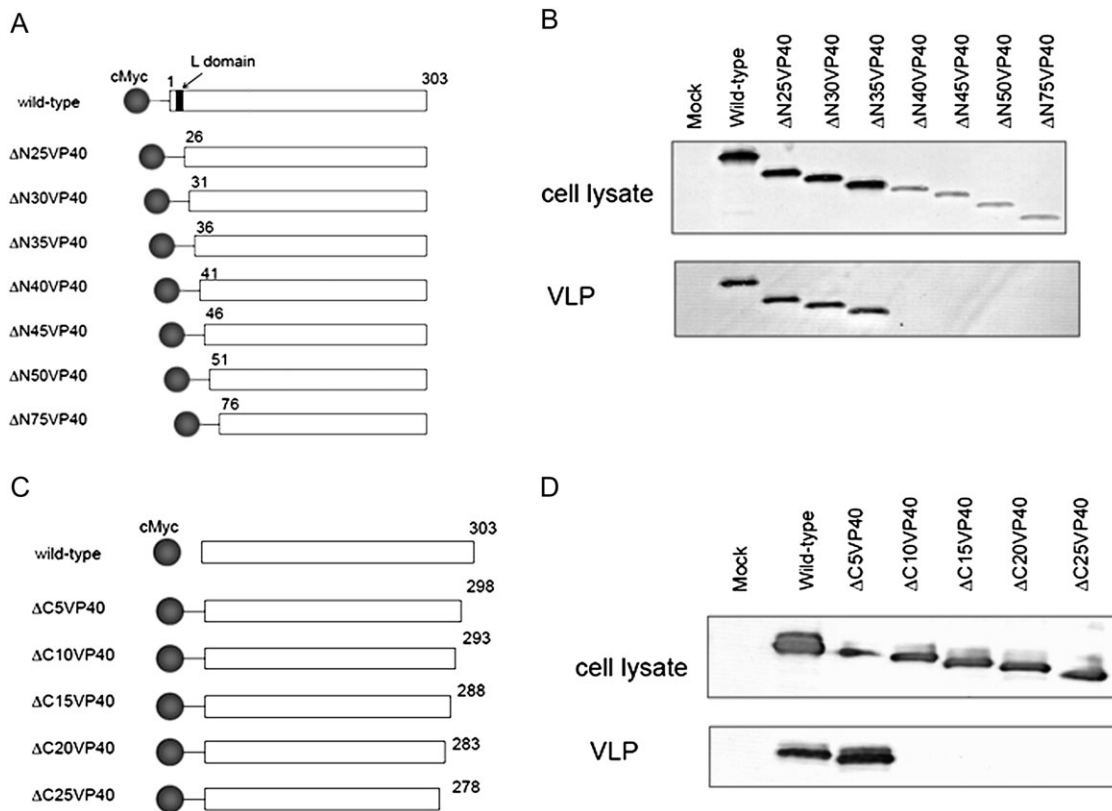 A
cMyc
1
L domain
303
wild-type
ΔN25VP40
26
ΔN30VP40
31
ΔN35VP40
36
ΔN40VP40
41
ΔN45VP40
46
ΔN50VP40
51
ΔN75VP40
76
B
Mock
Wild-type
ΔN25VP40
ΔN30VP40
ΔN35VP40
ΔN40VP40
ΔN45VP40
ΔN50VP40
ΔN75VP40
cell lysate
VLP
C
cMyc
303
wild-type
298
ΔC5VP40
293
ΔC10VP40
288
ΔC15VP40
283
ΔC20VP40
278
ΔC25VP40
D
Mock
Wild-type
ΔC5VP40
ΔC10VP40
ΔC15VP40
ΔC20VP40
ΔC25VP40
cell lysate
VLP